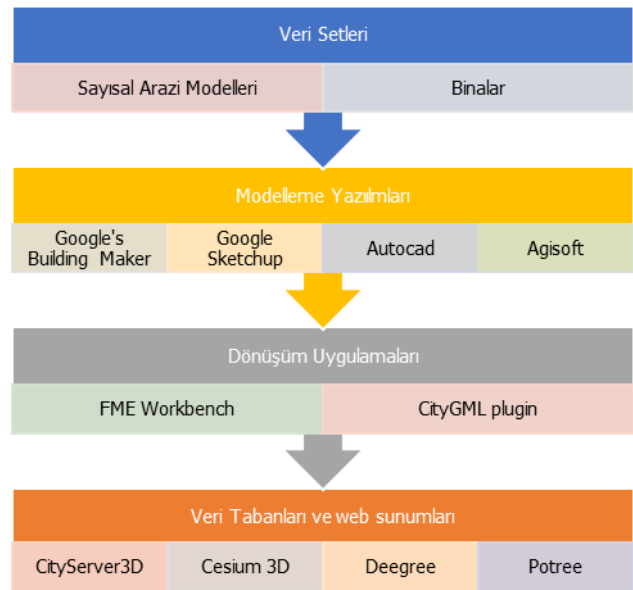 Veri Setleri
Sayısal Arazi Modelleri
Binalar
Modelleme Yazılmları
Google's
Building Maker
Google
Sketchup
Autocad
Agisoft
Dönüşüm Uygulamaları
FME Workbench
CityGML plugin
Veri Tabanları ve web sunumları
CityServer3D
Cesium 3D
Deegree
Potree